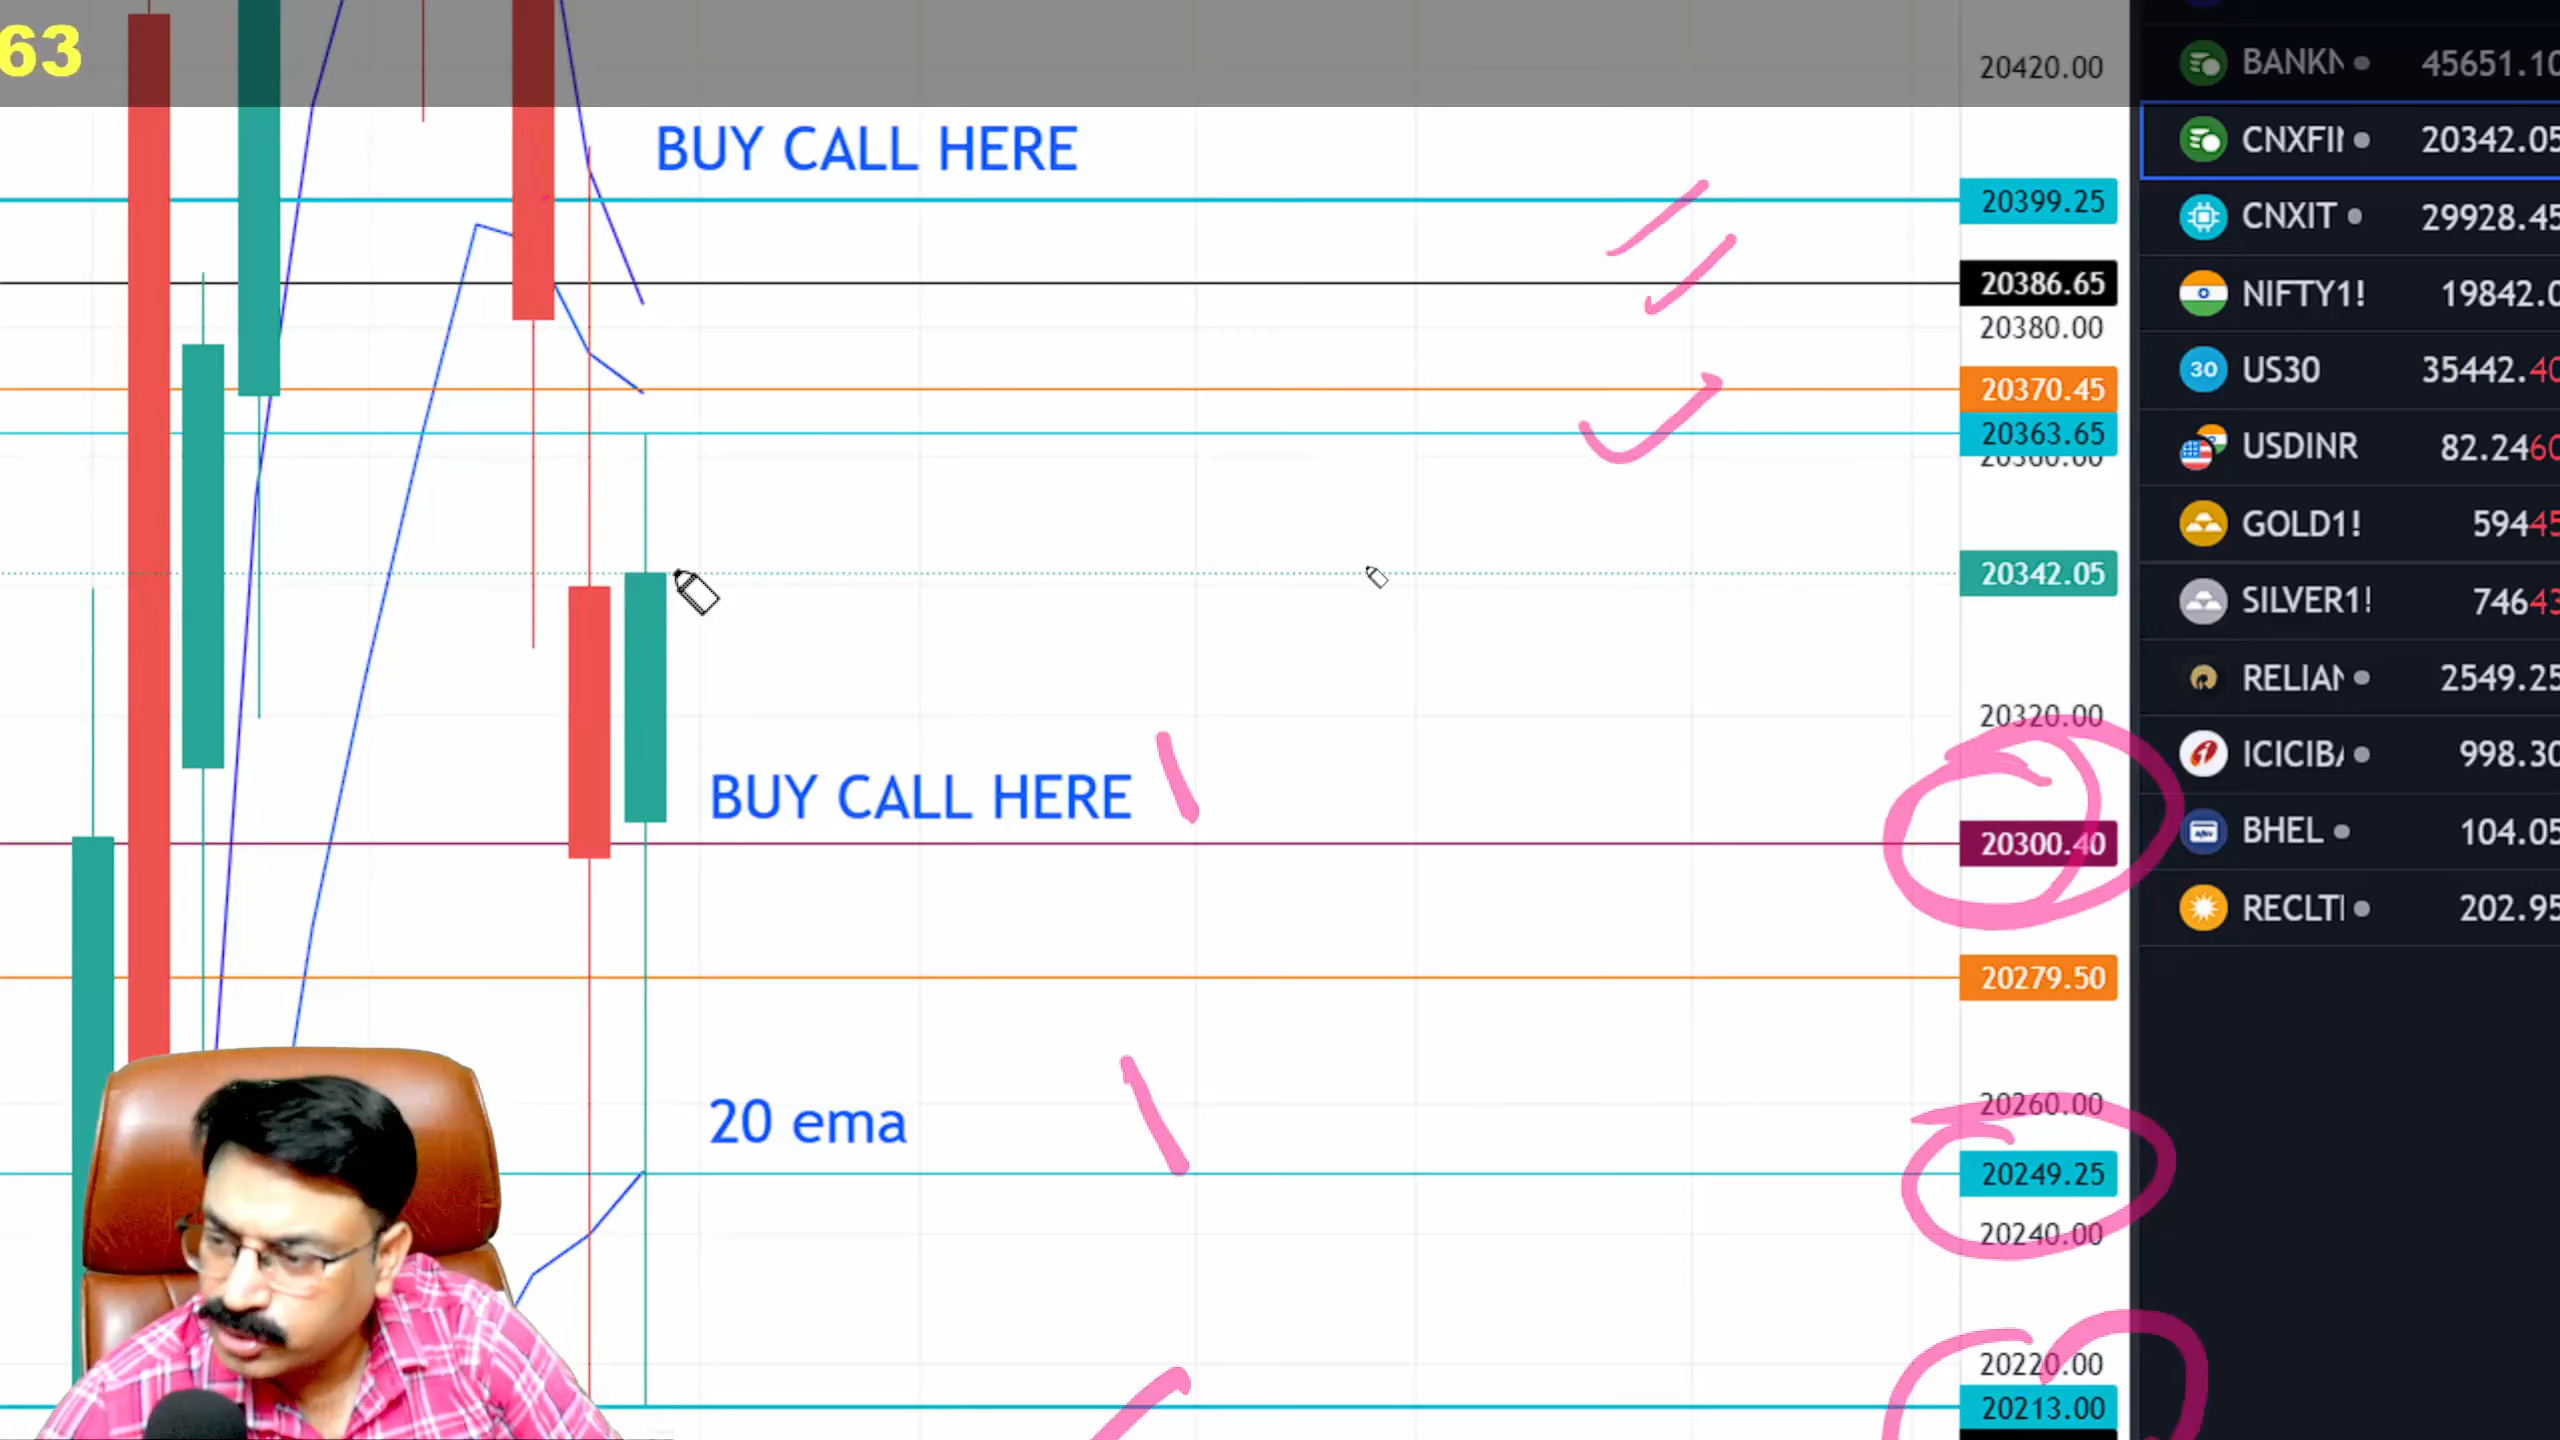 63
20420.00
BUY CALL HERE
20399.25
20386.65
20380.00
20370.45
20363.65
20342.05
20320.00
BUY CALL HERE
20300.40
20279.50
20260.00
20 ema
20249.25
20240.00
20220.00
20213.00
BANKN 45651.10
CNXFIN 20342.05
CNXIT 29928.45
NIFTY1! 19842.0
30 US30 35442.40
USDINR 82.2460
GOLD1! 59445
SILVER1! 74643
RELIAN 2549.25
ICICIBA 998.30
BHEL 104.05
RECLT 202.95